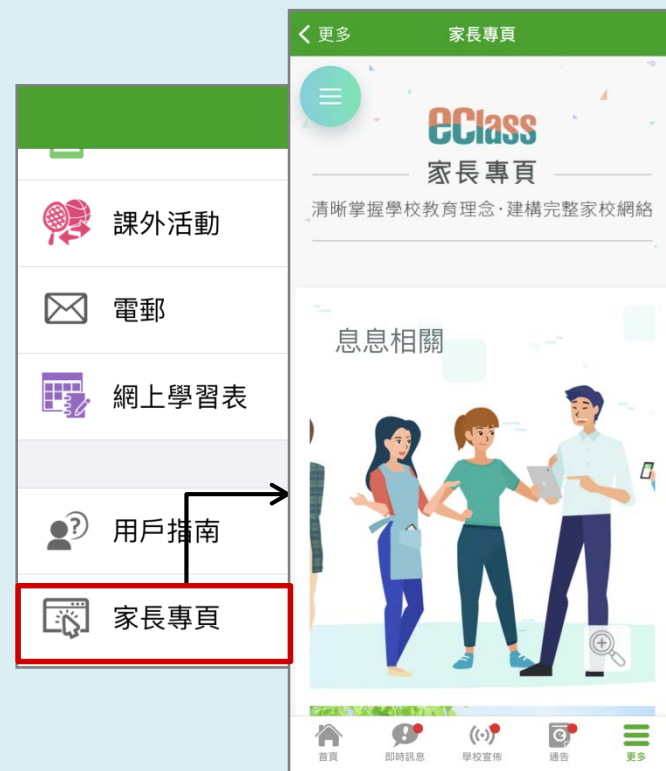 課外活動
電郵
網上學習表
用戶指南
家長專頁
更多
家長專頁
eClass
家長專頁
清晰掌握學校教育理念·建構完整家校網絡
息息相關
首頁
即時訊息
學校宣佈
通告
更多